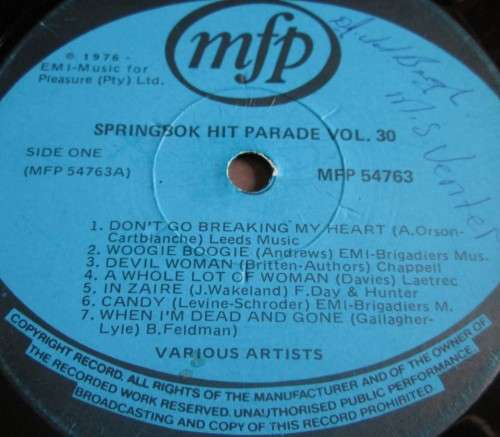 mfp
℗ 1976 -
EMI-Music for
Pleasure (Pty) Ltd.
SPRINGBOK HIT PARADE VOL. 30
SIDE ONE
(MFP 54763A)
MFP 54763
1. DON'T GO BREAKING MY HEART (A.Orson-
Cartblanche) Leeds Music
2. WOOGIE BOOGIE (Andrews) EMI-Brigadiers Mus.
3. DEVIL WOMAN (Britten-Authors) Chappell
4. A WHOLE LOT OF WOMAN (Davies) Laetrec
5. IN ZAIRE (J.Wakeland) F.Day & Hunter
6. CANDY (Levine-Schroder) EMI-Brigadiers M.
7. WHEN I'M DEAD AND GONE (Gallagher-
Lyle) B.Feldman)
VARIOUS ARTISTS
COPYRIGHT RECORD. ALL RIGHTS OF THE MANUFACTURER AND OF THE OWNER OF
THE RECORDED WORK RESERVED. UNAUTHORISED PUBLIC PERFORMANCE,
BROADCASTING AND COPYING OF THIS RECORD PROHIBITED.
Venter